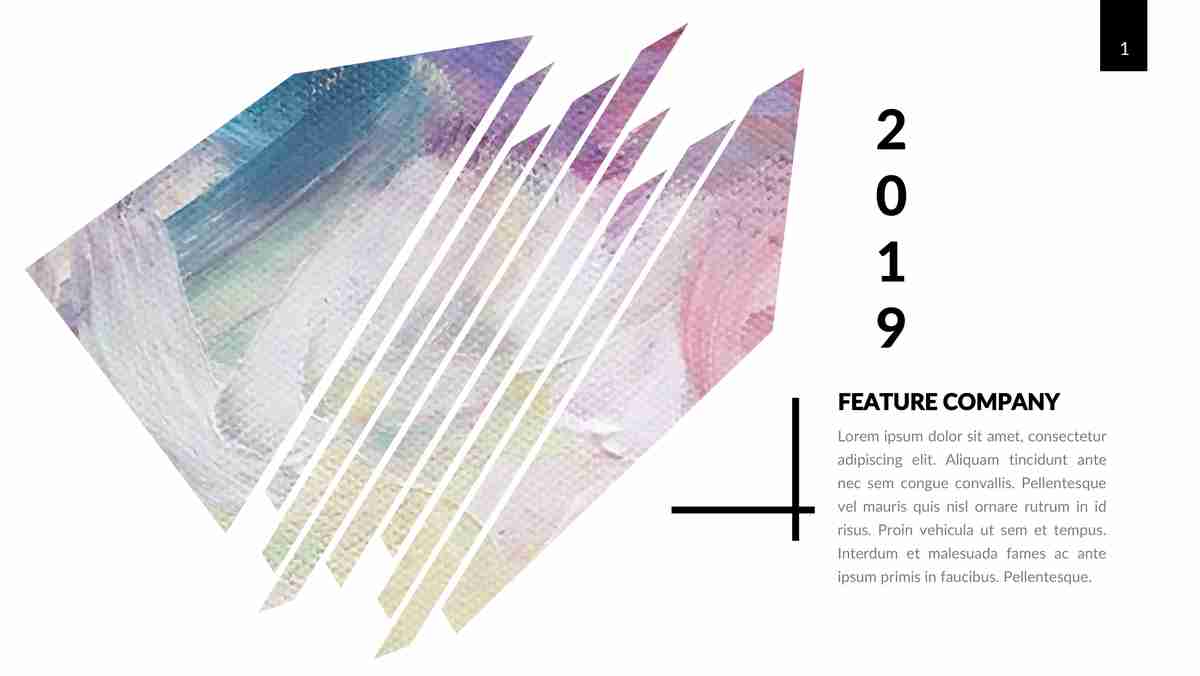 1
2
0
1
9
FEATURE COMPANY
Lorem ipsum dolor sit amet, consectetur
adipiscing elit. Aliquam tincidunt ante
nec sem congue convallis. Pellentesque
vel mauris quis nisl ornare rutrum in id
risus. Proin vehicula ut sem et tempus.
Interdum et malesuada fames ac ante
ipsum primis in faucibus. Pellentesque.